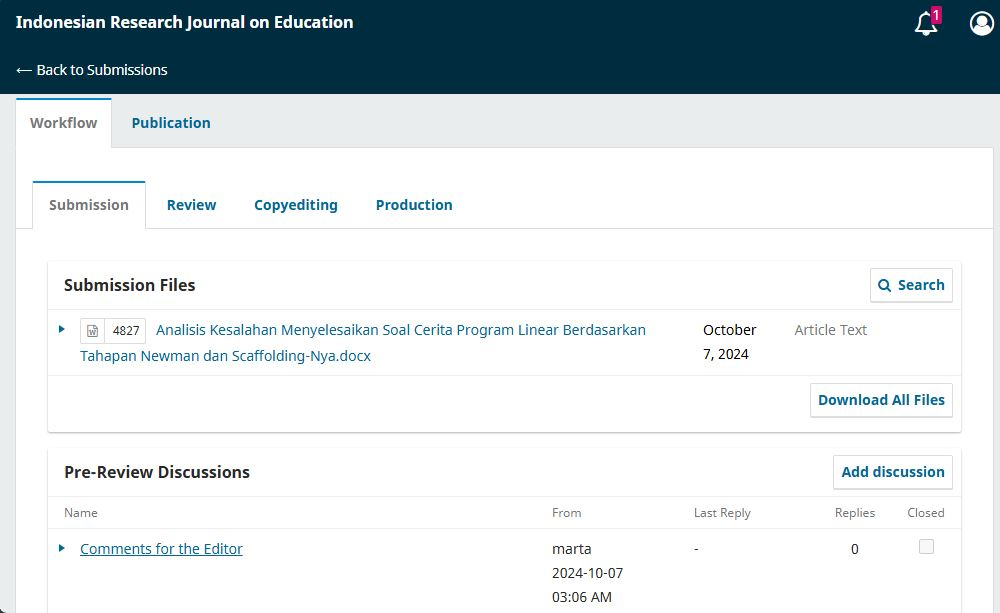 Indonesian Research Journal on Education
1
← Back to Submissions
Workflow
Publication
Submission
Review
Copyediting
Production
Submission Files
Search
4827 Analisis Kesalahan Menyelesaikan Soal Cerita Program Linear Berdasarkan
Tahapan Newman dan Scaffolding-Nya.docx
October
7, 2024
Article Text
Download All Files
Pre-Review Discussions
Add discussion
Name From Last Reply Replies Closed
Comments for the Editor
marta
2024-10-07
03:06 AM
-
0